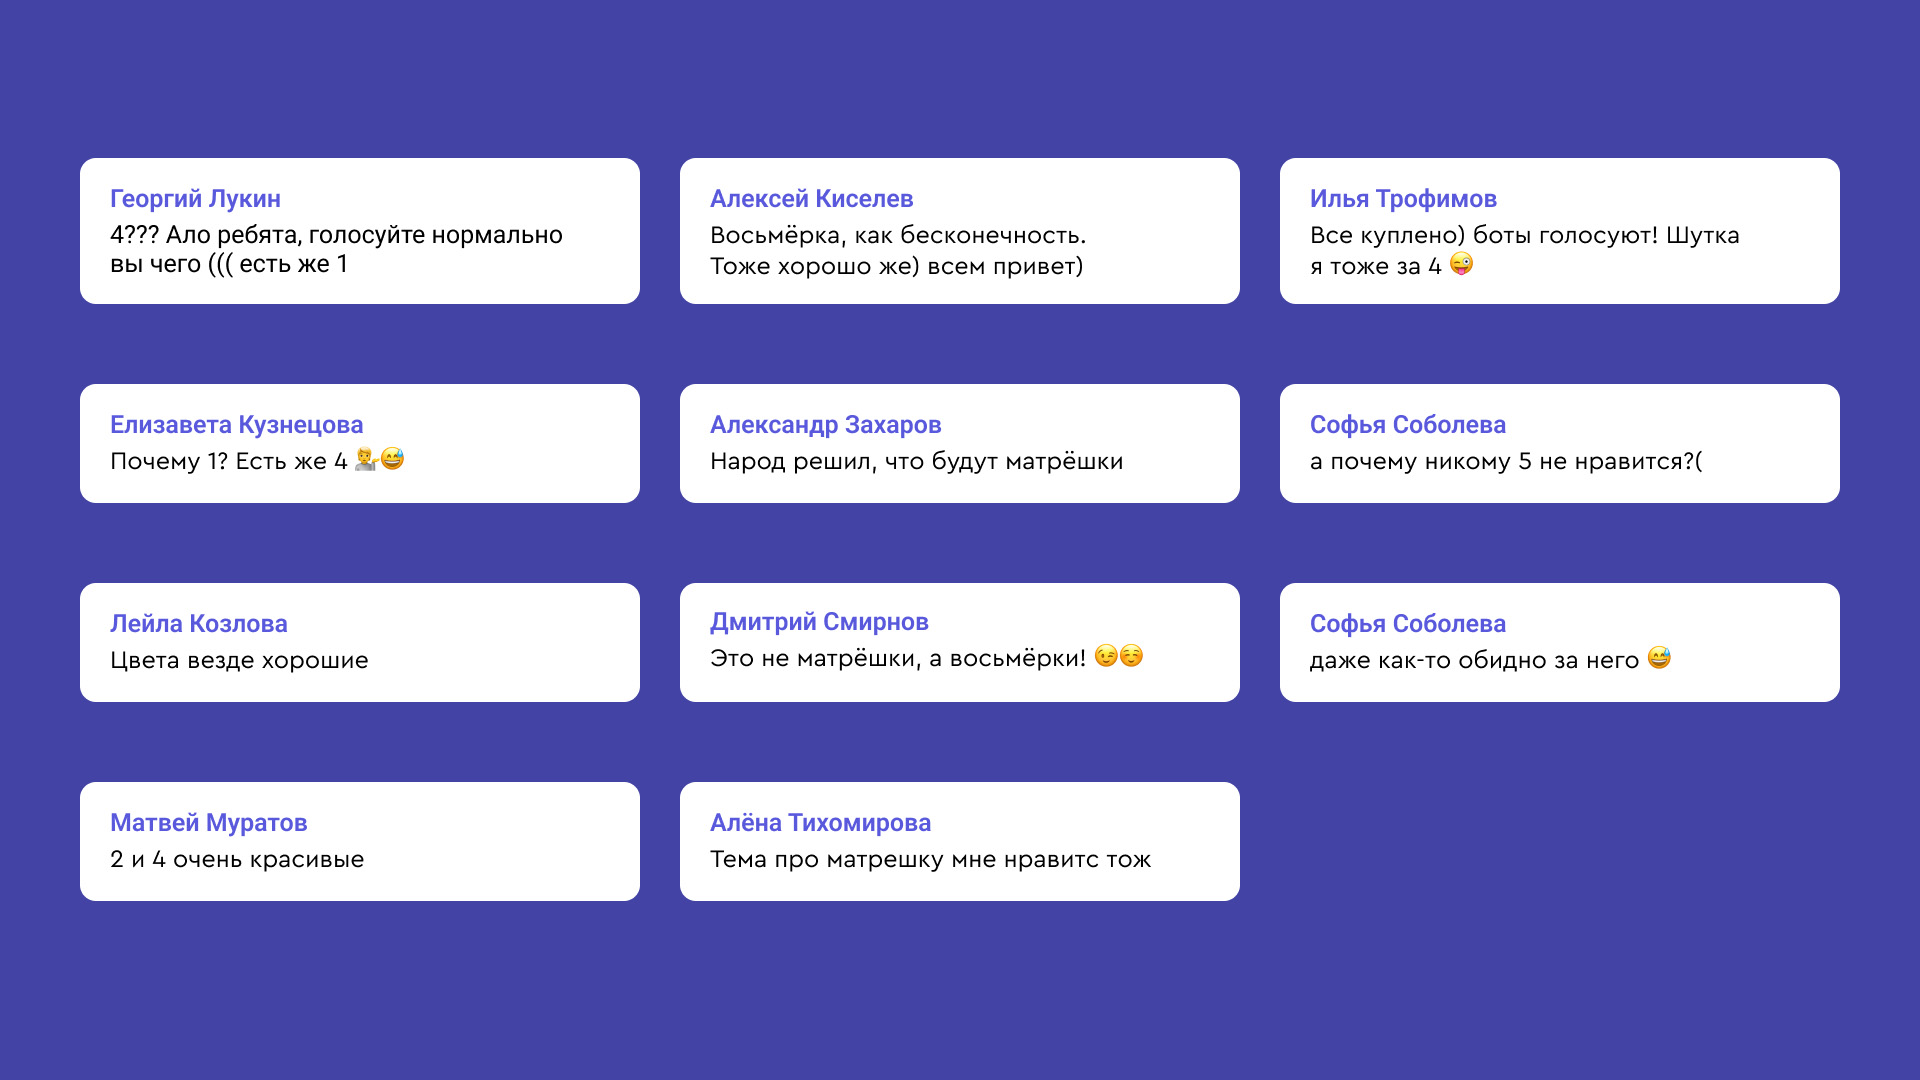 Георгий Лукин
4??? Ало ребята, голосуйте нормально
вы чего ((( есть же 1
Алексей Киселев
Восьмёрка, как бесконечность.
Тоже хорошо же) всем привет)
Илья Трофимов
Все куплено) боты голосуют! Шутка
я тоже за 4 😜
Елизавета Кузнецова
Почему 1? Есть же 4 💁‍♂️😅
Александр Захаров
Народ решил, что будут матрёшки
Софья Соболева
а почему никому 5 не нравится?(
Лейла Козлова
Цвета везде хорошие
Дмитрий Смирнов
Это не матрёшки, а восьмёрки! 😉☺️
Софья Соболева
даже как-то обидно за него 😅
Матвей Муратов
2 и 4 очень красивые
Алёна Тихомирова
Тема про матрешку мне нравитс тож